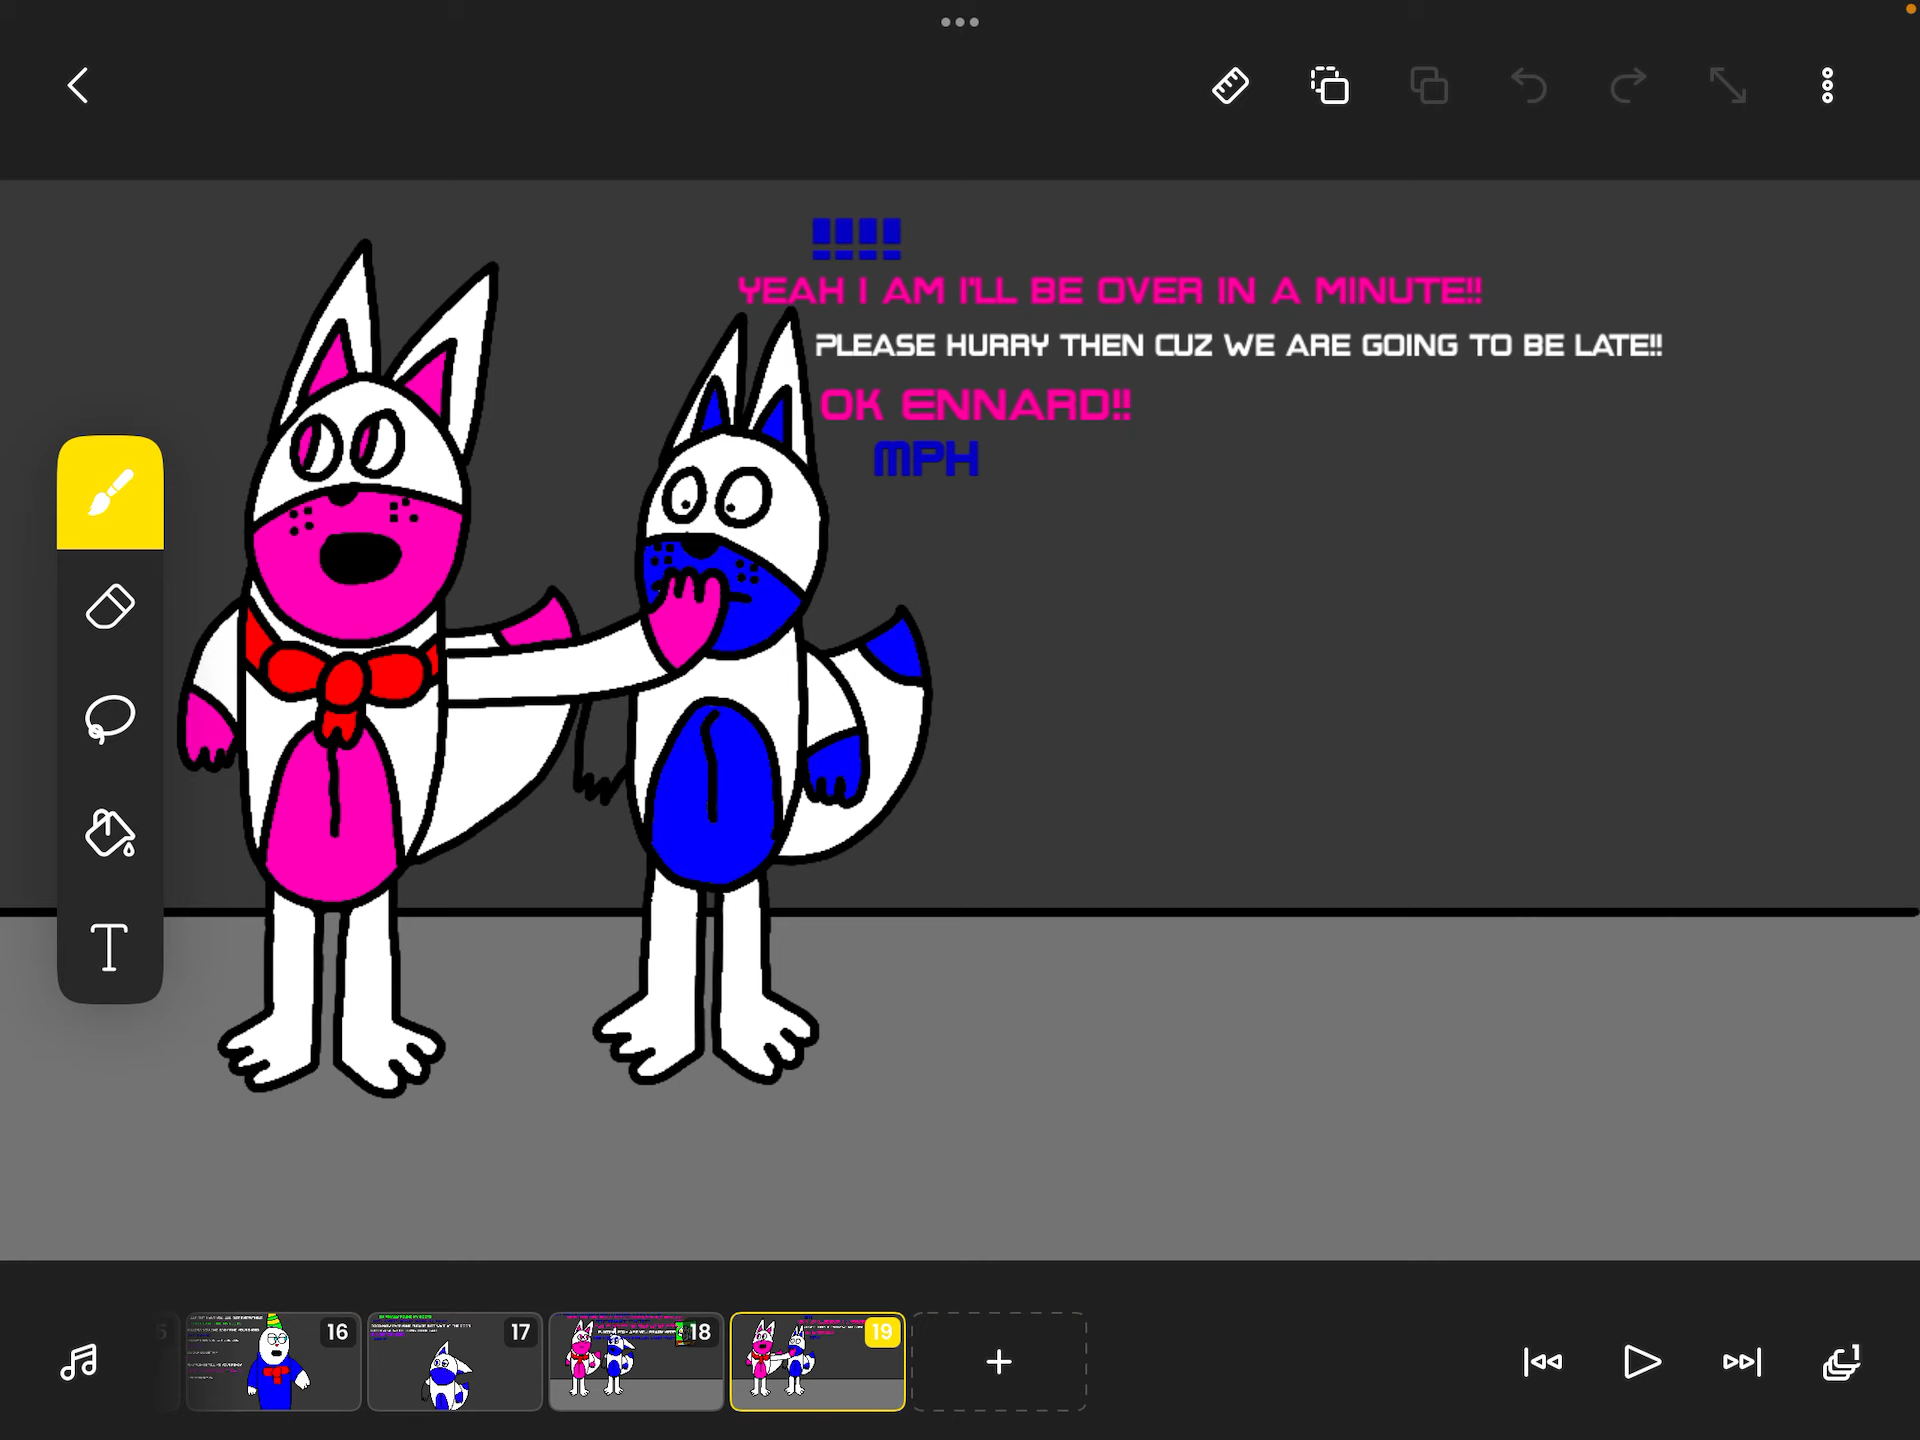 !!!!
YEAH I AM I'LL BE OVER IN A MINUTE!!
PLEASE HURRY THEN CUZ WE ARE GOING TO BE LATE!!
OK ENNARD!!
MPH
T
16
17
18
19